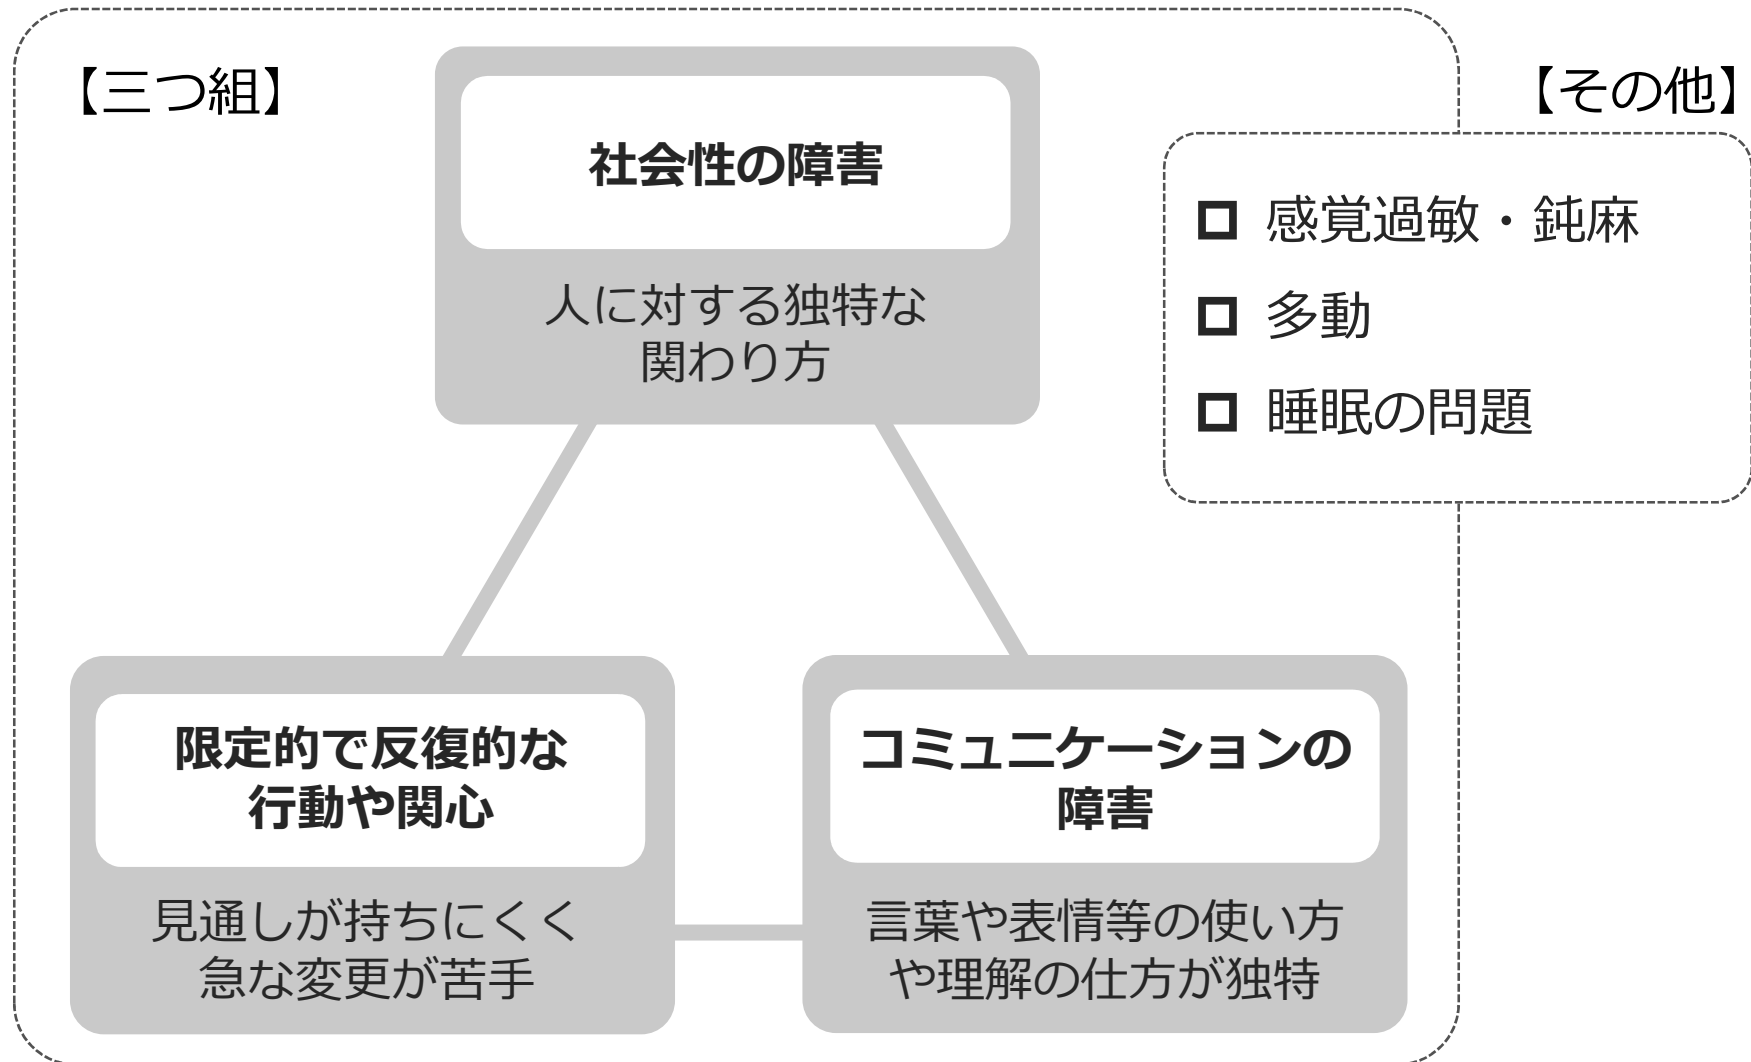 【三つ組】
社会性の障害
人に対する独特な
関わり方
限定的で反復的な
行動や関心
見通しが持ちにくく
急な変更が苦手
コミュニケーションの
障害
言葉や表情等の使い方
や理解の仕方が独特
【その他】
感覚過敏・鈍麻
多動
睡眠の問題